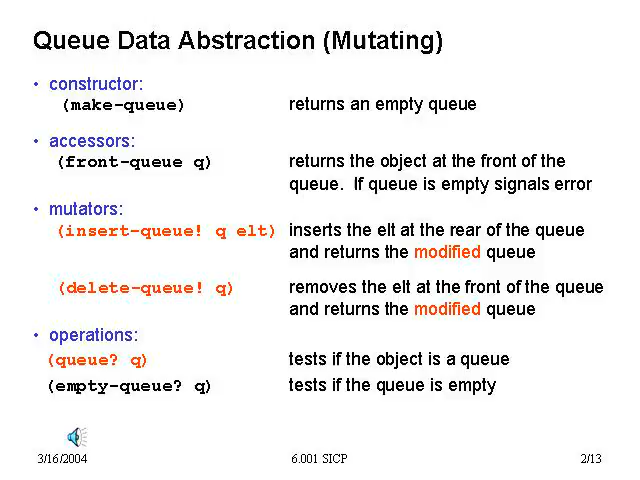 Queue Data Abstraction (Mutating)
• constructor:
(make-queue) returns an empty queue
• accessors:
(front-queue q) returns the object at the front of the
queue. If queue is empty signals error
• mutators:
(insert-queue! q elt) inserts the elt at the rear of the queue
and returns the modified queue
(delete-queue! q) removes the elt at the front of the queue
and returns the modified queue
• operations:
(queue? q) tests if the object is a queue
(empty-queue? q) tests if the queue is empty
3/16/2004 6.001 SICP 2/13